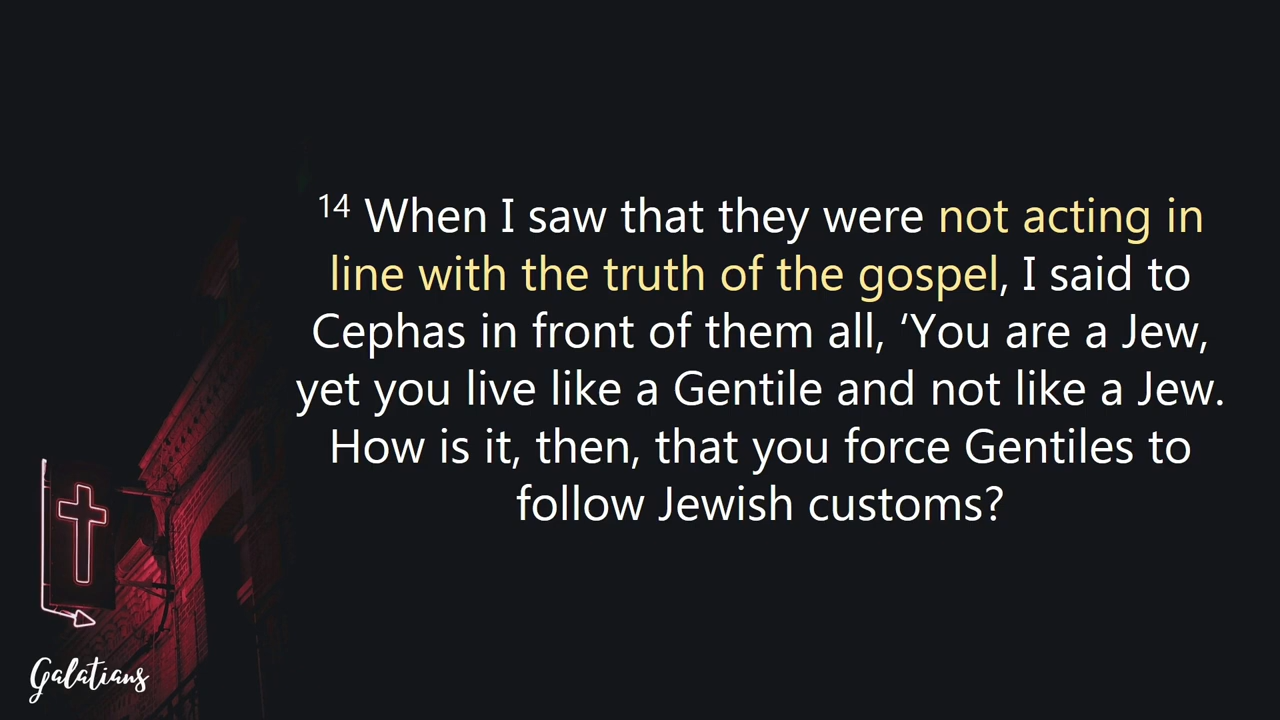 14 When I saw that they were not acting in
line with the truth of the gospel, I said to
Cephas in front of them all, ‘You are a Jew,
yet you live like a Gentile and not like a Jew.
How is it, then, that you force Gentiles to
follow Jewish customs?
Galatians